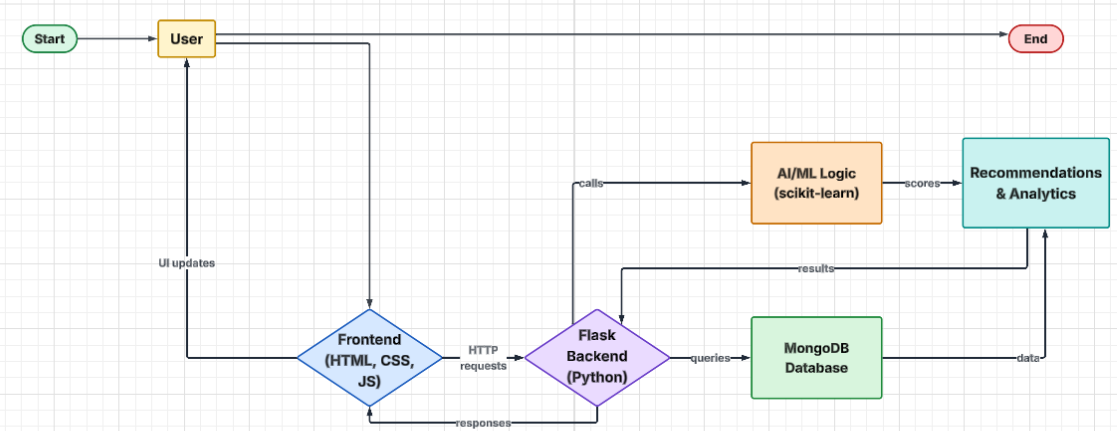 Start
User
End
calls
AI/ML Logic
(scikit-learn)
scores
Recommendations
& Analytics
UI updates
results
Frontend
(HTML, CSS,
JS)
HTTP
requests
Flask
Backend
(Python)
queries
MongoDB
Database
data
responses